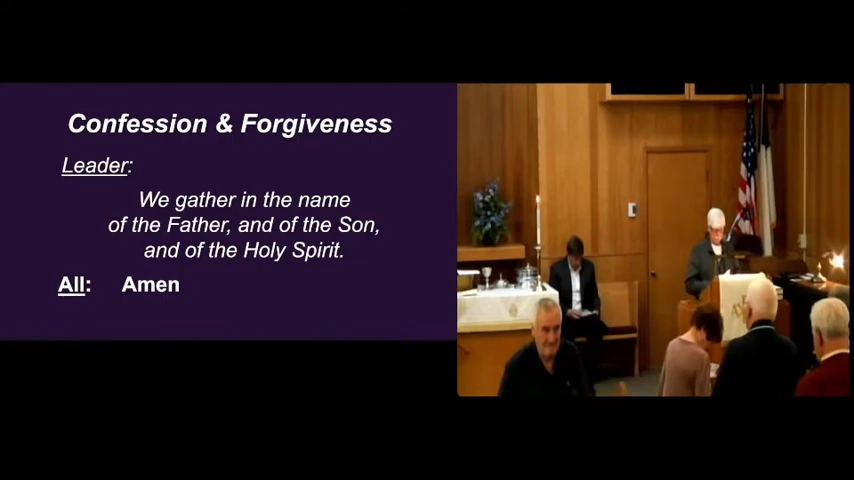 Confession & Forgiveness
Leader:
We gather in the name
of the Father, and of the Son,
and of the Holy Spirit.
All: Amen